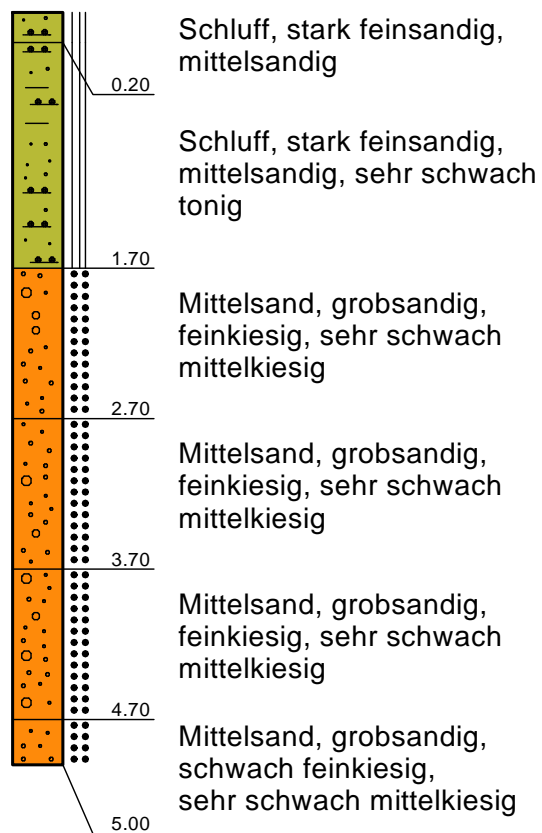 Schluff, stark feinsandig,
mittelsandig
0.20
Schluff, stark feinsandig,
mittelsandig, sehr schwach
tonig
1.70
Mittelsand, grobsandig,
feinkiesig, sehr schwach
mittelkiesig
2.70
Mittelsand, grobsandig,
feinkiesig, sehr schwach
mittelkiesig
3.70
Mittelsand, grobsandig,
feinkiesig, sehr schwach
mittelkiesig
4.70
Mittelsand, grobsandig,
schwach feinkiesig,
sehr schwach mittelkiesig
5.00